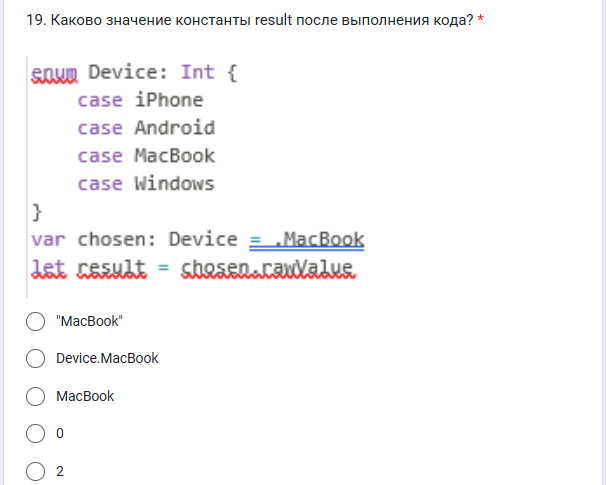 19. Каково значение константы result после выполнения кода? *
enum Device: Int {
case iPhone
case Android
case MacBook
case Windows
}
var chosen: Device = .MacBook
let result = chosen.rawValue
"MacBook"
Device.MacBook
MacBook
0
2